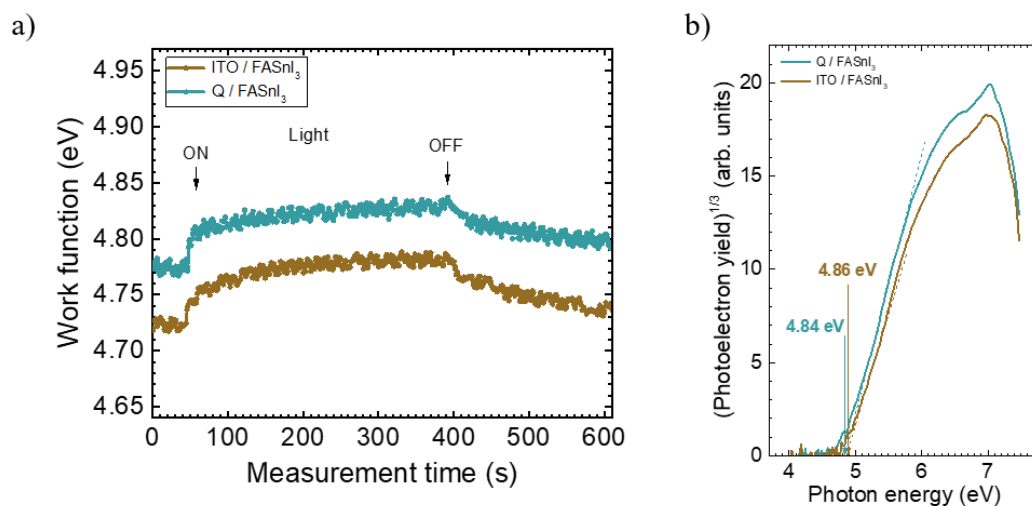 a)
Work function (eV)
4.95
4.90
4.85
4.80
4.75
4.70
4.65
ITO / FASnI₃
Q / FASnI₃
Light
ON
OFF
0
100
200
300
400
500
600
Measurement time (s)
b)
(Photoelectron yield)¹ᐟ³ (arb. units)
20
15
10
5
0
Q / FASnI₃
ITO / FASnI₃
4.86 eV
4.84 eV
4
5
6
7
Photon energy (eV)